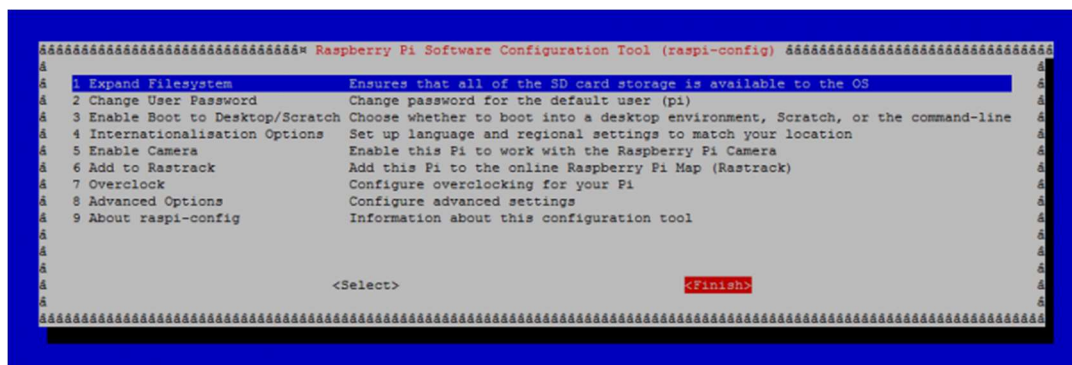 Raspberry Pi Software Configuration Tool (raspi-config)
1 Expand Filesystem Ensures that all of the SD card storage is available to the OS
2 Change User Password Change password for the default user (pi)
3 Enable Boot to Desktop/Scratch Choose whether to boot into a desktop environment, Scratch, or the command-line
4 Internationalisation Options Set up language and regional settings to match your location
5 Enable Camera Enable this Pi to work with the Raspberry Pi Camera
6 Add to Rastrack Add this Pi to the online Raspberry Pi Map (Rastrack)
7 Overclock Configure overclocking for your Pi
8 Advanced Options Configure advanced settings
9 About raspi-config Information about this configuration tool
<Select> <Finish>